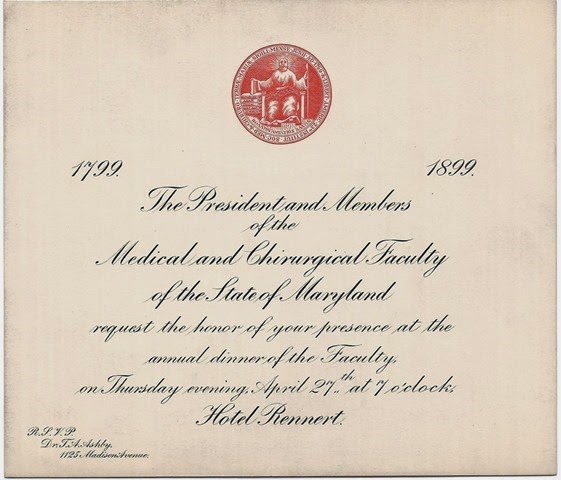 1799. 1899.
The President and Members
of the
Medical and Chirurgical Faculty
of the State of Maryland
request the honor of your presence at the
annual dinner of the Faculty,
on Thursday evening, April 27th at 7 o'clock,
Hotel Rennert.
R.S.V.P.
Dr. T. A. Ashby,
1125 Madison Avenue.